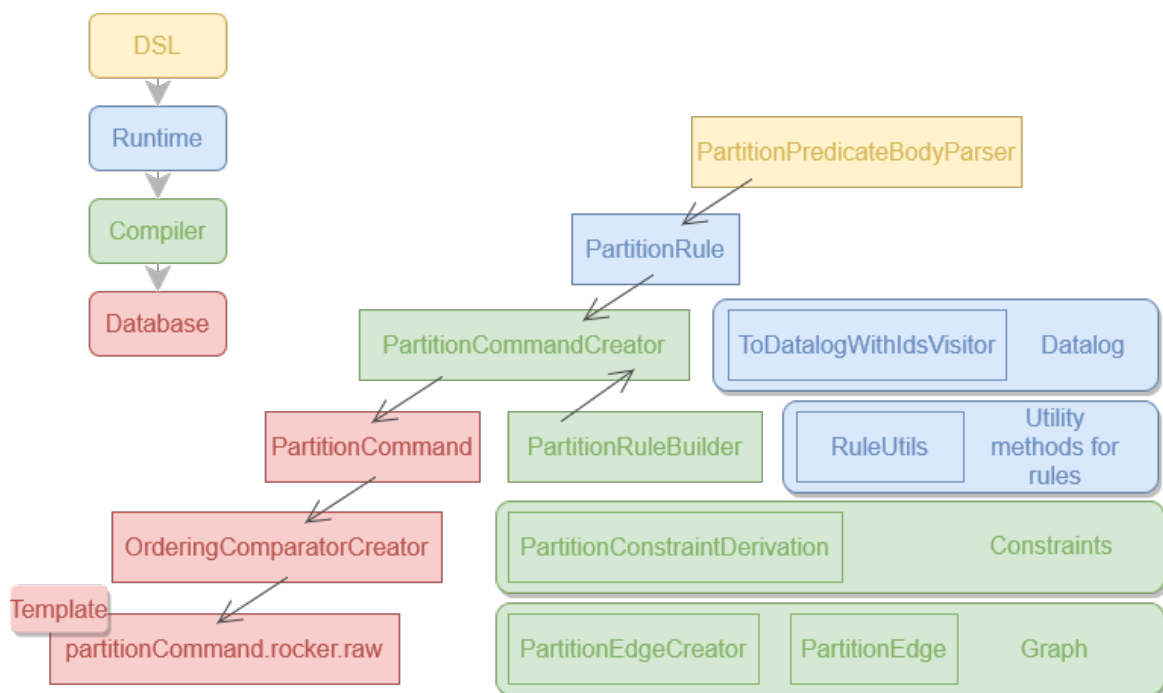 DSL
Runtime
Compiler
Database
PartitionPredicateBodyParser
PartitionRule
PartitionCommandCreator
ToDatalogWithIdsVisitor
Datalog
PartitionCommand
PartitionRuleBuilder
RuleUtils
Utility
methods for
rules
OrderingComparatorCreator
PartitionConstraintDerivation
Constraints
Template
partitionCommand.rocker.raw
PartitionEdgeCreator
PartitionEdge
Graph